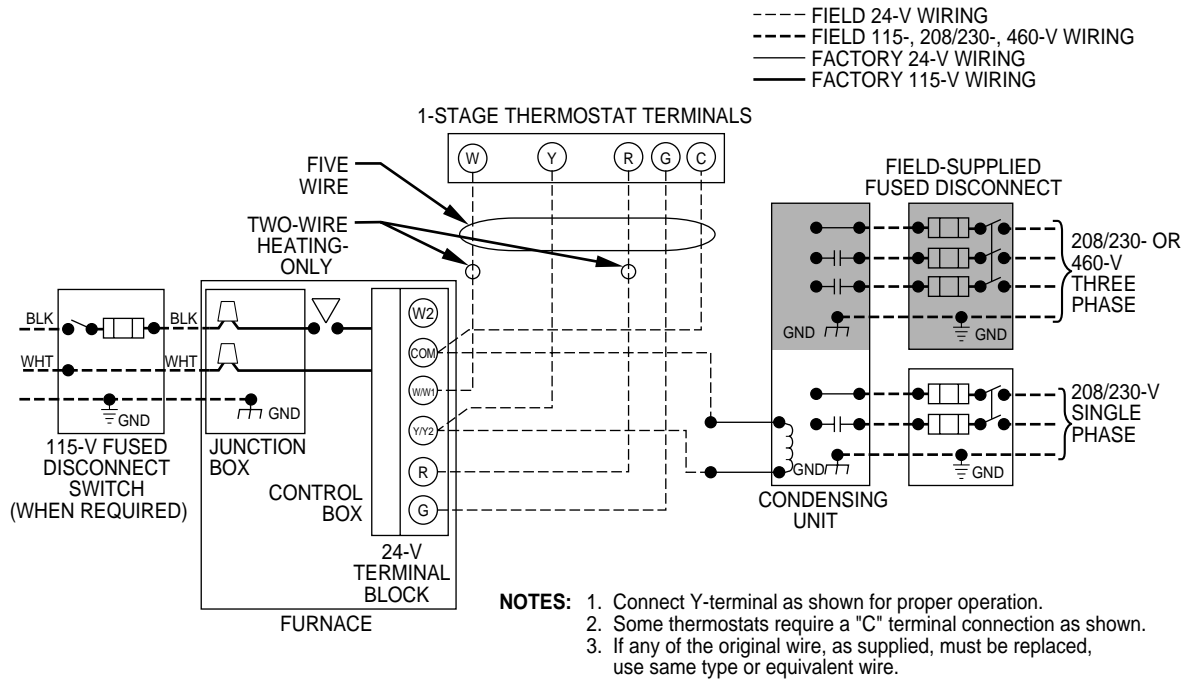 FIELD 24-V WIRING
FIELD 115-, 208/230-, 460-V WIRING
FACTORY 24-V WIRING
FACTORY 115-V WIRING
1-STAGE THERMOSTAT TERMINALS
W
Y
R
G
C
FIVE
WIRE
TWO-WIRE
HEATING-
ONLY
FIELD-SUPPLIED
FUSED DISCONNECT
208/230- OR
460-V
THREE
PHASE
GND
GND
BLK
BLK
WHT
WHT
GND
GND
115-V FUSED
DISCONNECT
SWITCH
(WHEN REQUIRED)
JUNCTION
BOX
CONTROL
BOX
W2
COM
W/W1
Y/Y2
R
G
24-V
TERMINAL
BLOCK
FURNACE
208/230-V
SINGLE
PHASE
GND
GND
CONDENSING
UNIT
NOTES: 1. Connect Y-terminal as shown for proper operation.
2. Some thermostats require a "C" terminal connection as shown.
3. If any of the original wire, as supplied, must be replaced,
use same type or equivalent wire.